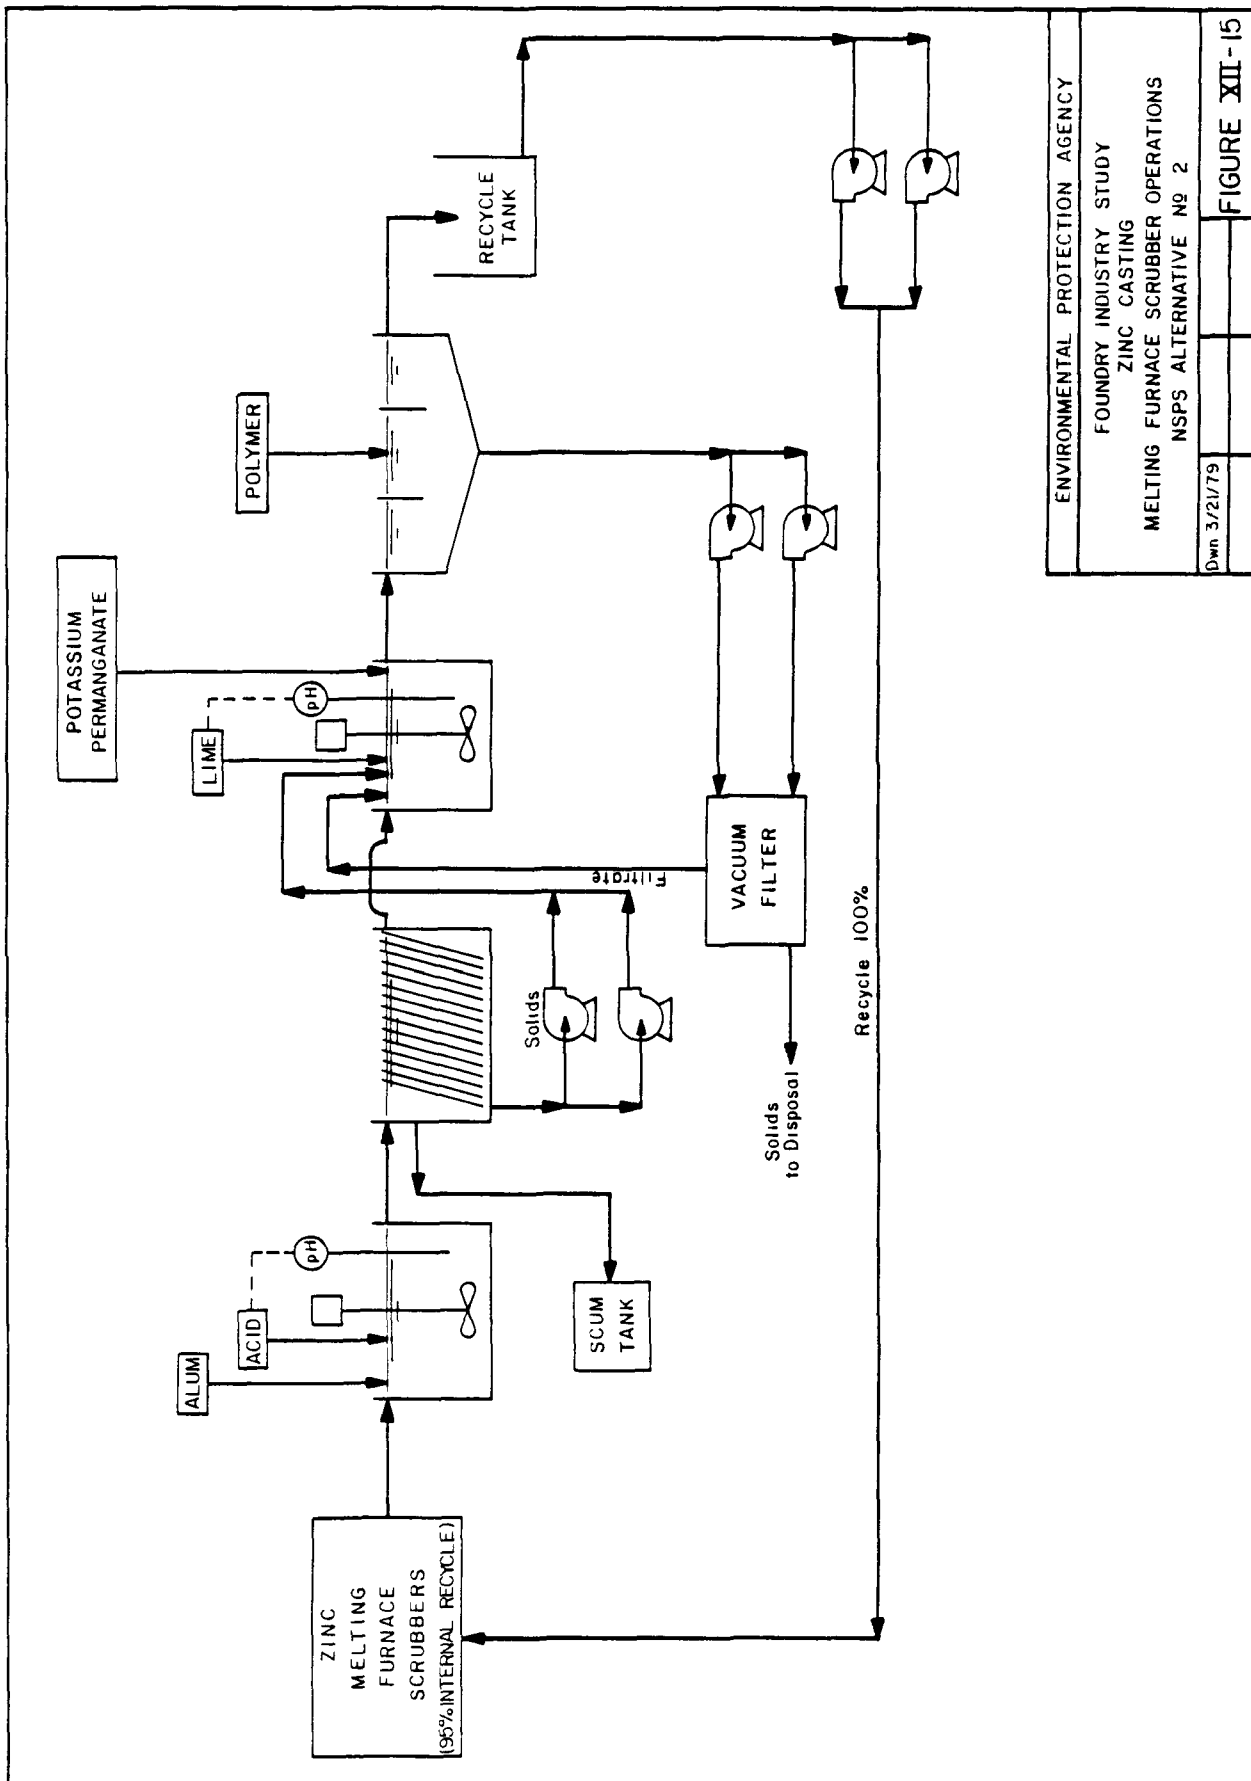 ZINC
MELTING
FURNACE
SCRUBBERS
(95% INTERNAL RECYCLE)
ALUM
ACID
pH
SCUM
TANK
Solids
Filtrate
LIME
pH
POTASSIUM
PERMANGANATE
POLYMER
RECYCLE
TANK
VACUUM
FILTER
Solids
to Disposal
Recycle 100%
ENVIRONMENTAL PROTECTION AGENCY
FOUNDRY INDUSTRY STUDY
ZINC CASTING
MELTING FURNACE SCRUBBER OPERATIONS
NSPS ALTERNATIVE Nº 2
Dwn 3/21/79
FIGURE XII-15